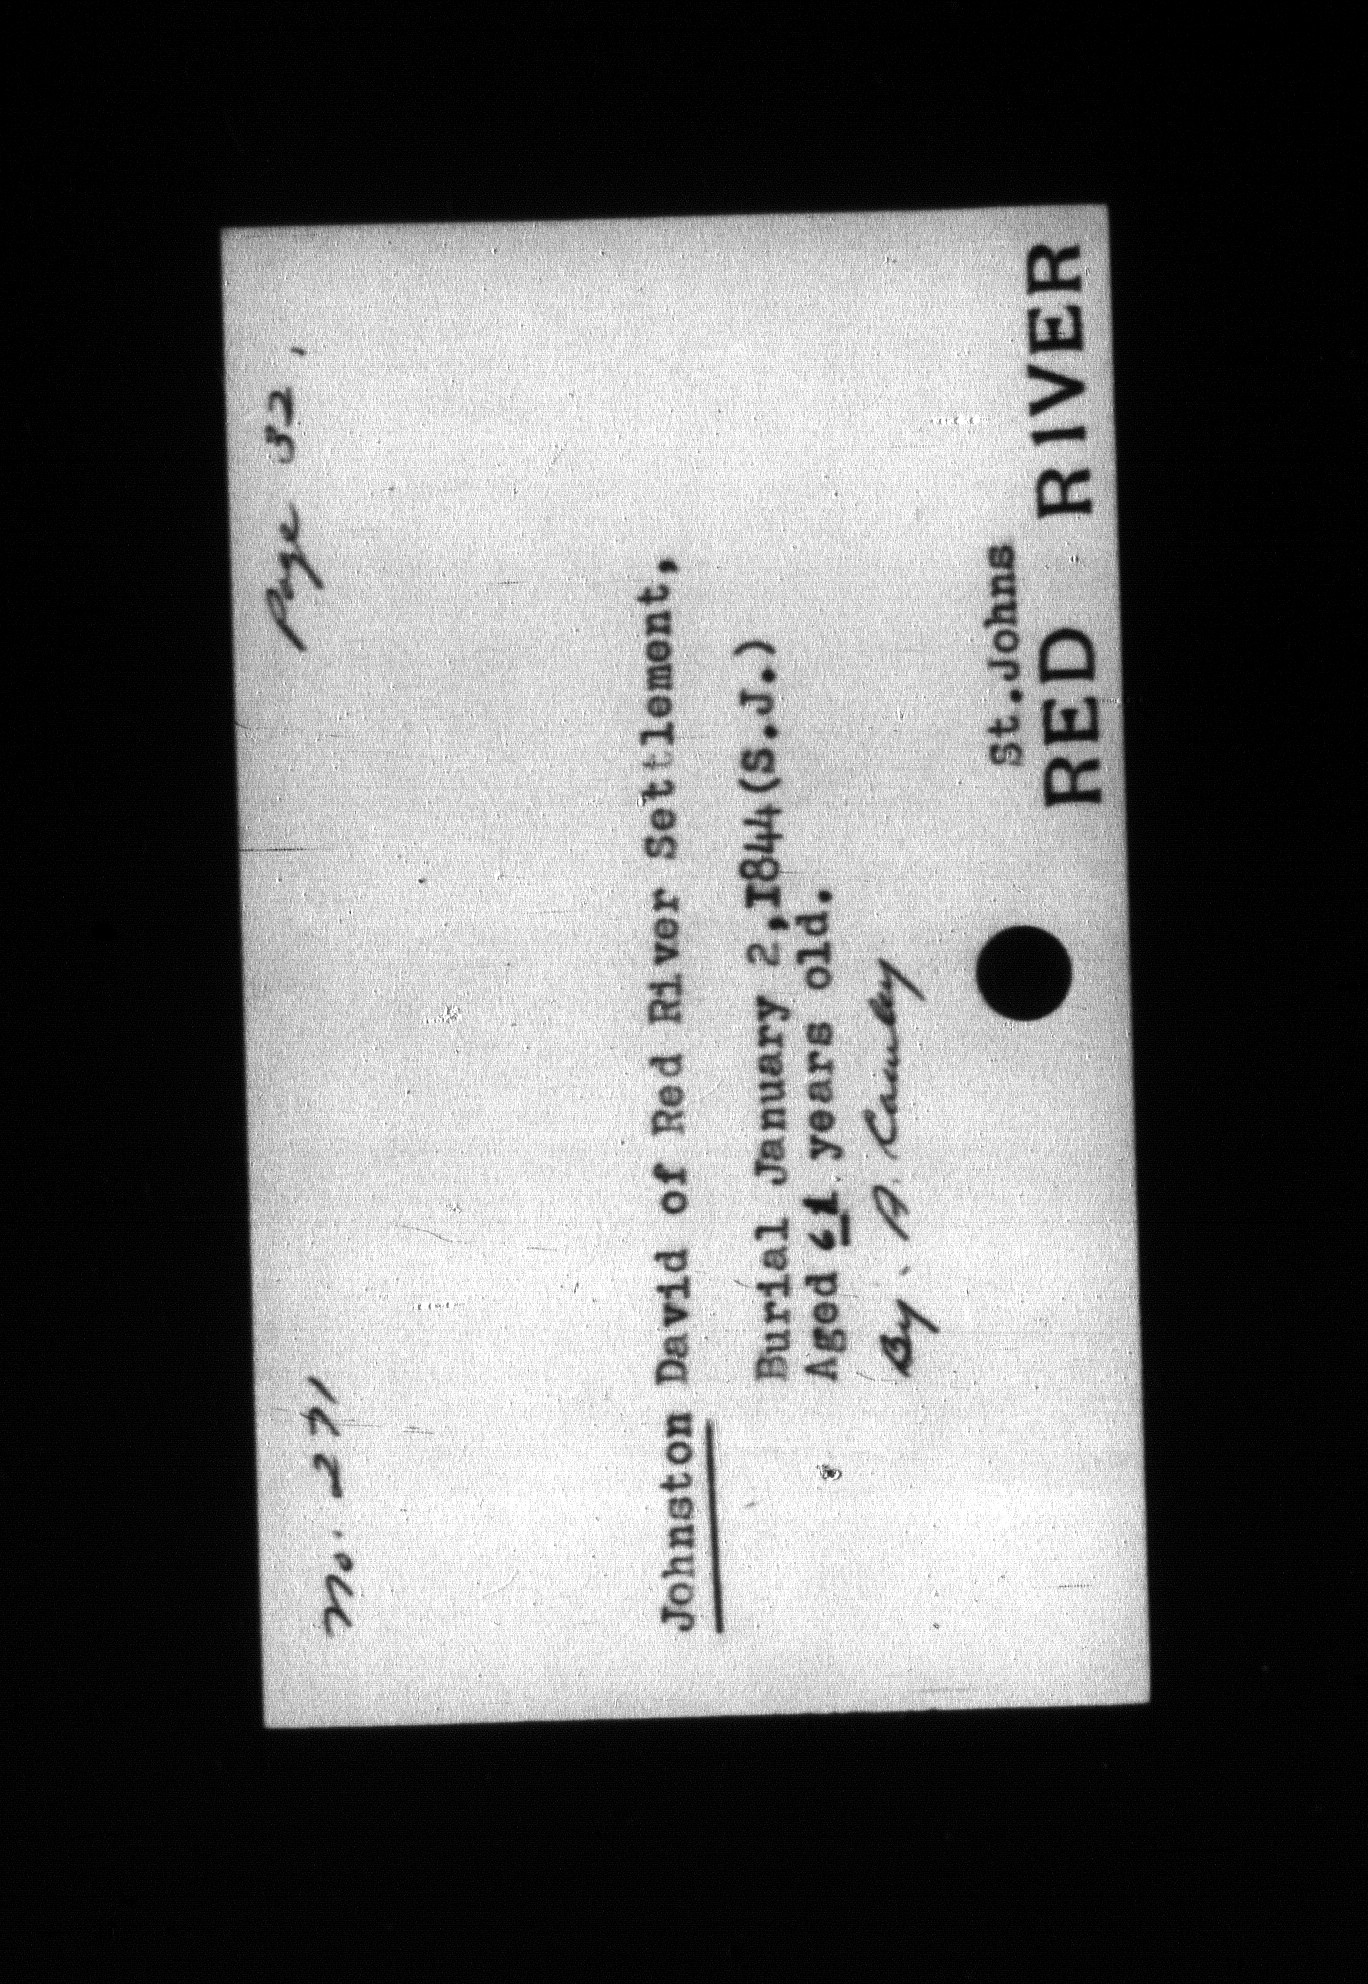 No. 271
Page 32.
Johnston David of Red River Settlement,
Burial January 2,1844(S.J.)
Aged 61 years old.
By. A. Cowley
St.Johns
RED RIVER